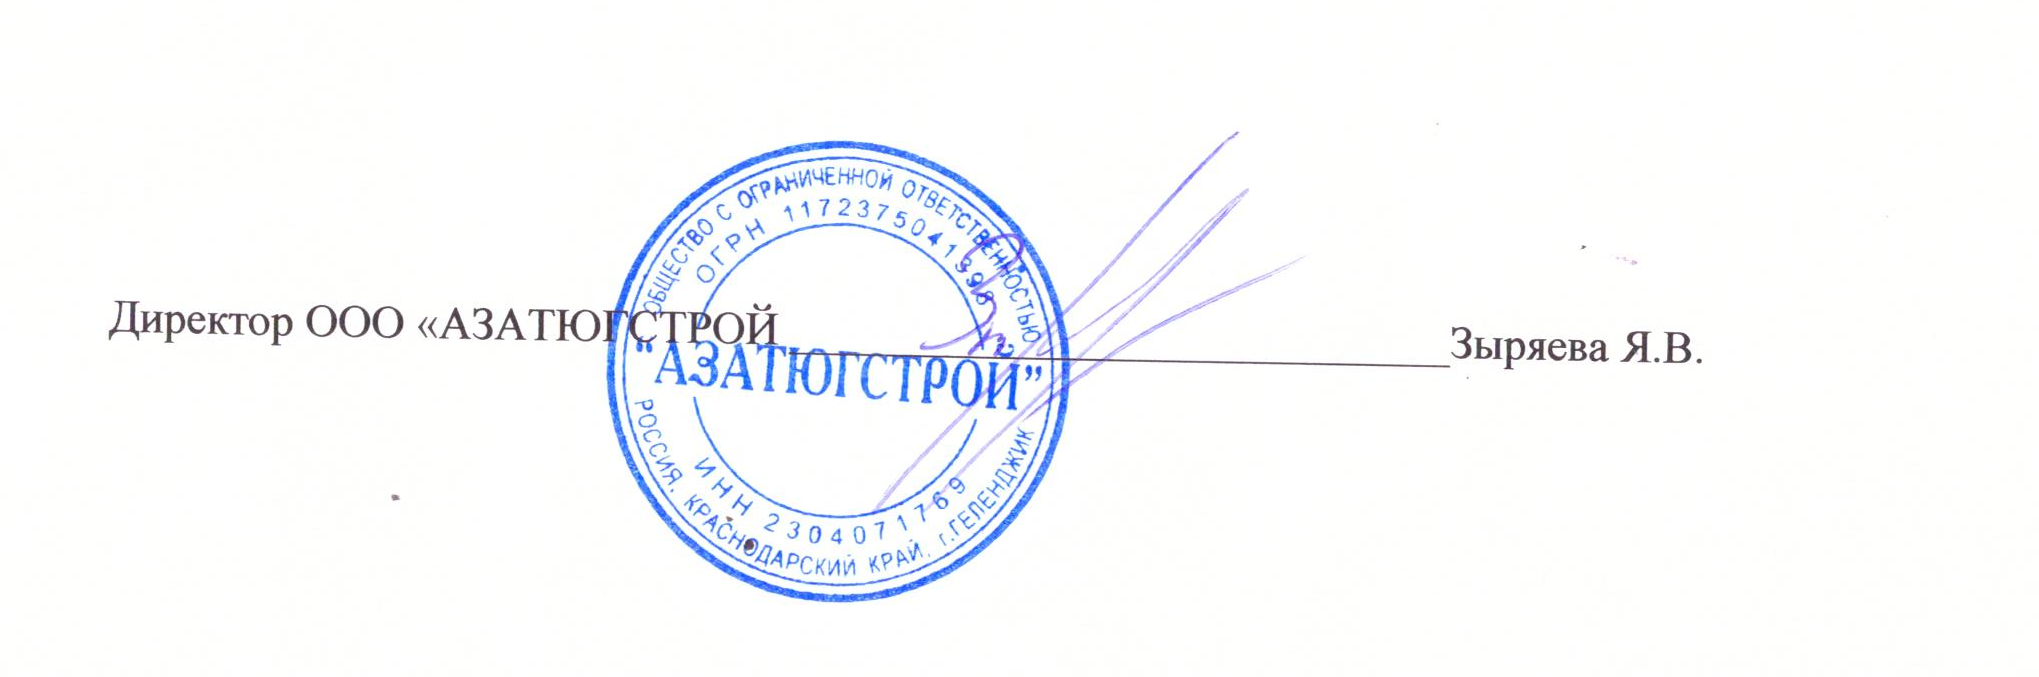 Директор ООО «АЗАТЮГСТРОЙ Зыряева Я.В.
ОБЩЕСТВО С ОГРАНИЧЕННОЙ ОТВЕТСТВЕННОСТЬЮ
ОГРН 1172375041398
"АЗАТЮГСТРОЙ"
ИНН 2304071769
РОССИЯ, КРАСНОДАРСКИЙ КРАЙ, г.ГЕЛЕНДЖИК